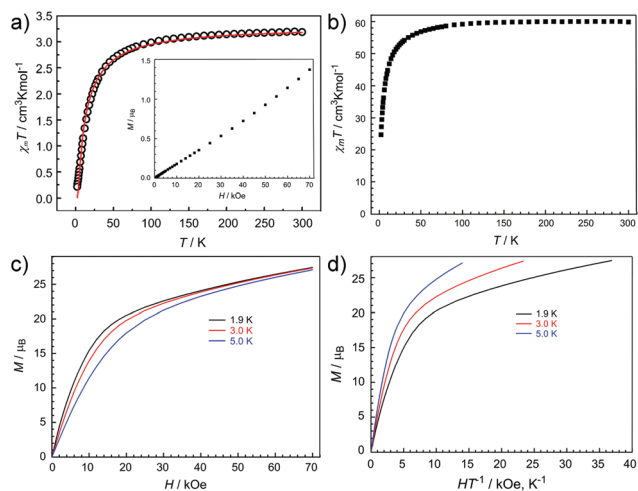 a)
3.5
3.0
2.5
2.0
1.5
1.0
0.5
0.0
χmT / cm³Kmol⁻¹
0 50 100 150 200 250 300
T / K
1.5
1.0
0.5
0.0
M / μB
0 10 20 30 40 50 60 70
H / kOe
b)
60
50
40
30
20
10
0
χmT / cm³Kmol⁻¹
0 50 100 150 200 250 300
T / K
c)
25
20
15
10
5
0
M / μB
1.9 K
3.0 K
5.0 K
0 10 20 30 40 50 60 70
H / kOe
d)
25
20
15
10
5
0
M / μB
1.9 K
3.0 K
5.0 K
0 5 10 15 20 25 30 35 40
HT⁻¹ / kOe, K⁻¹